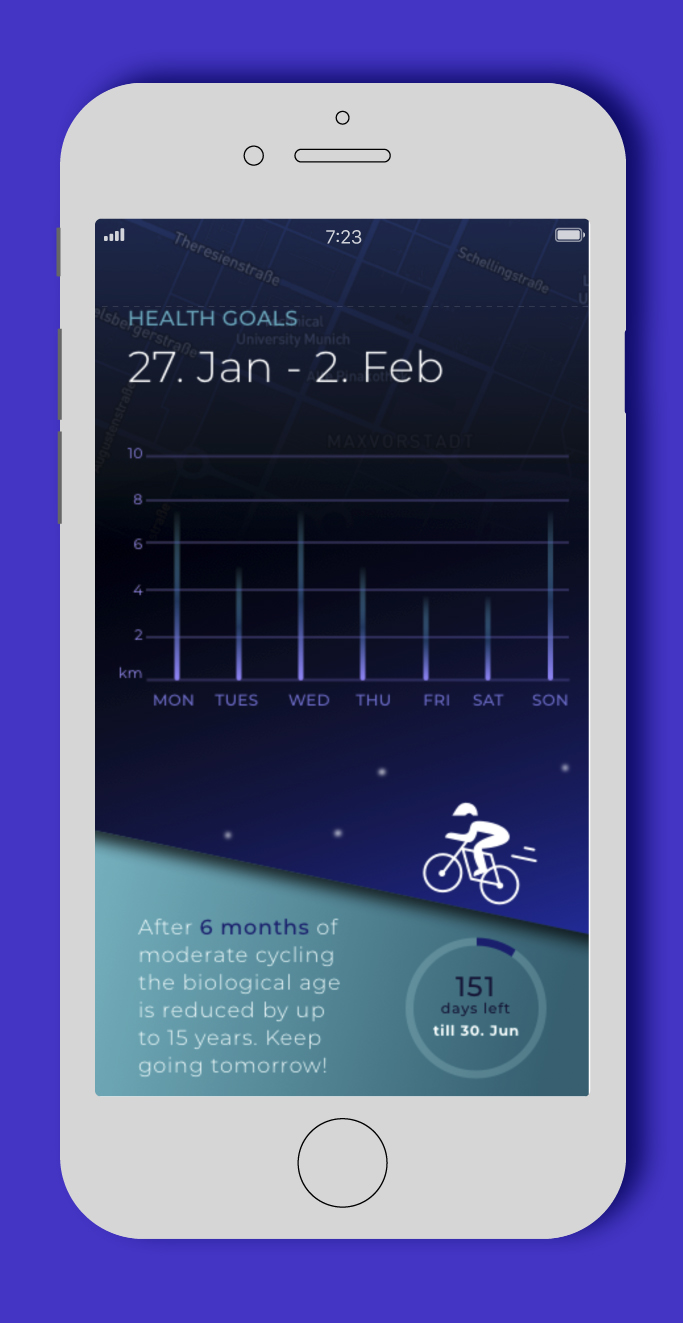 7:23
Theresienstraße
Schellingstraße
HEALTH GOALS
University Munich
27. Jan - 2. Feb
MAXVORSTADT
10
8
6
4
2
km
MON TUES WED THU FRI SAT SON
After 6 months of
moderate cycling
the biological age
is reduced by up
to 15 years. Keep
going tomorrow!
151
days left
till 30. Jun